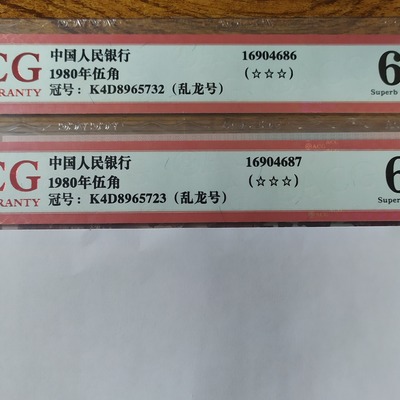 CG
RRANTY
中国人民银行
1980年伍角
冠号： K4D8965732（乱龙号）
16904686
（☆☆☆）
6
Superb
CG
RANTY
中国人民银行
1980年伍角
冠号： K4D8965723（乱龙号）
16904687
（☆☆☆）
6
Superb